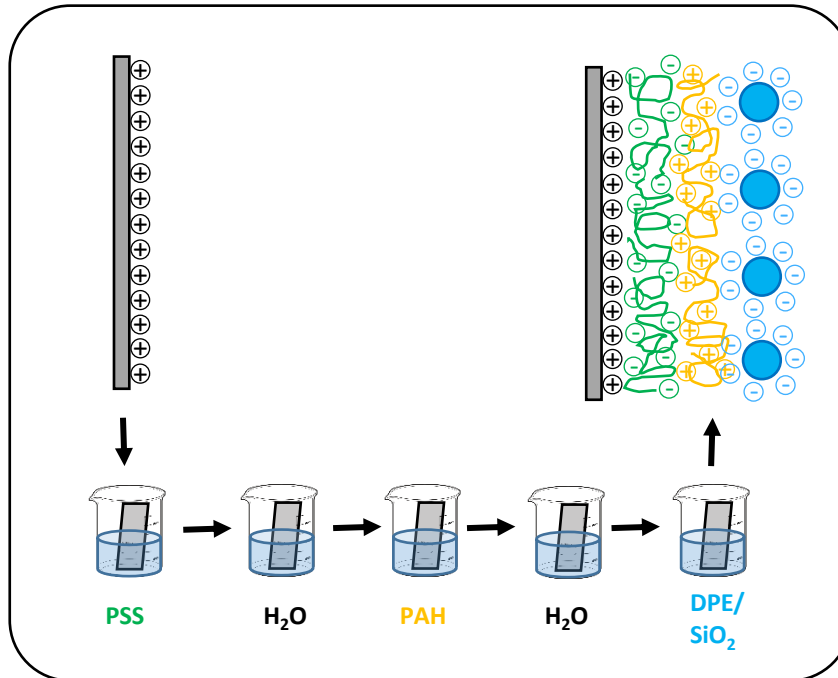 PSS
H₂O
PAH
H₂O
DPE/
SiO₂